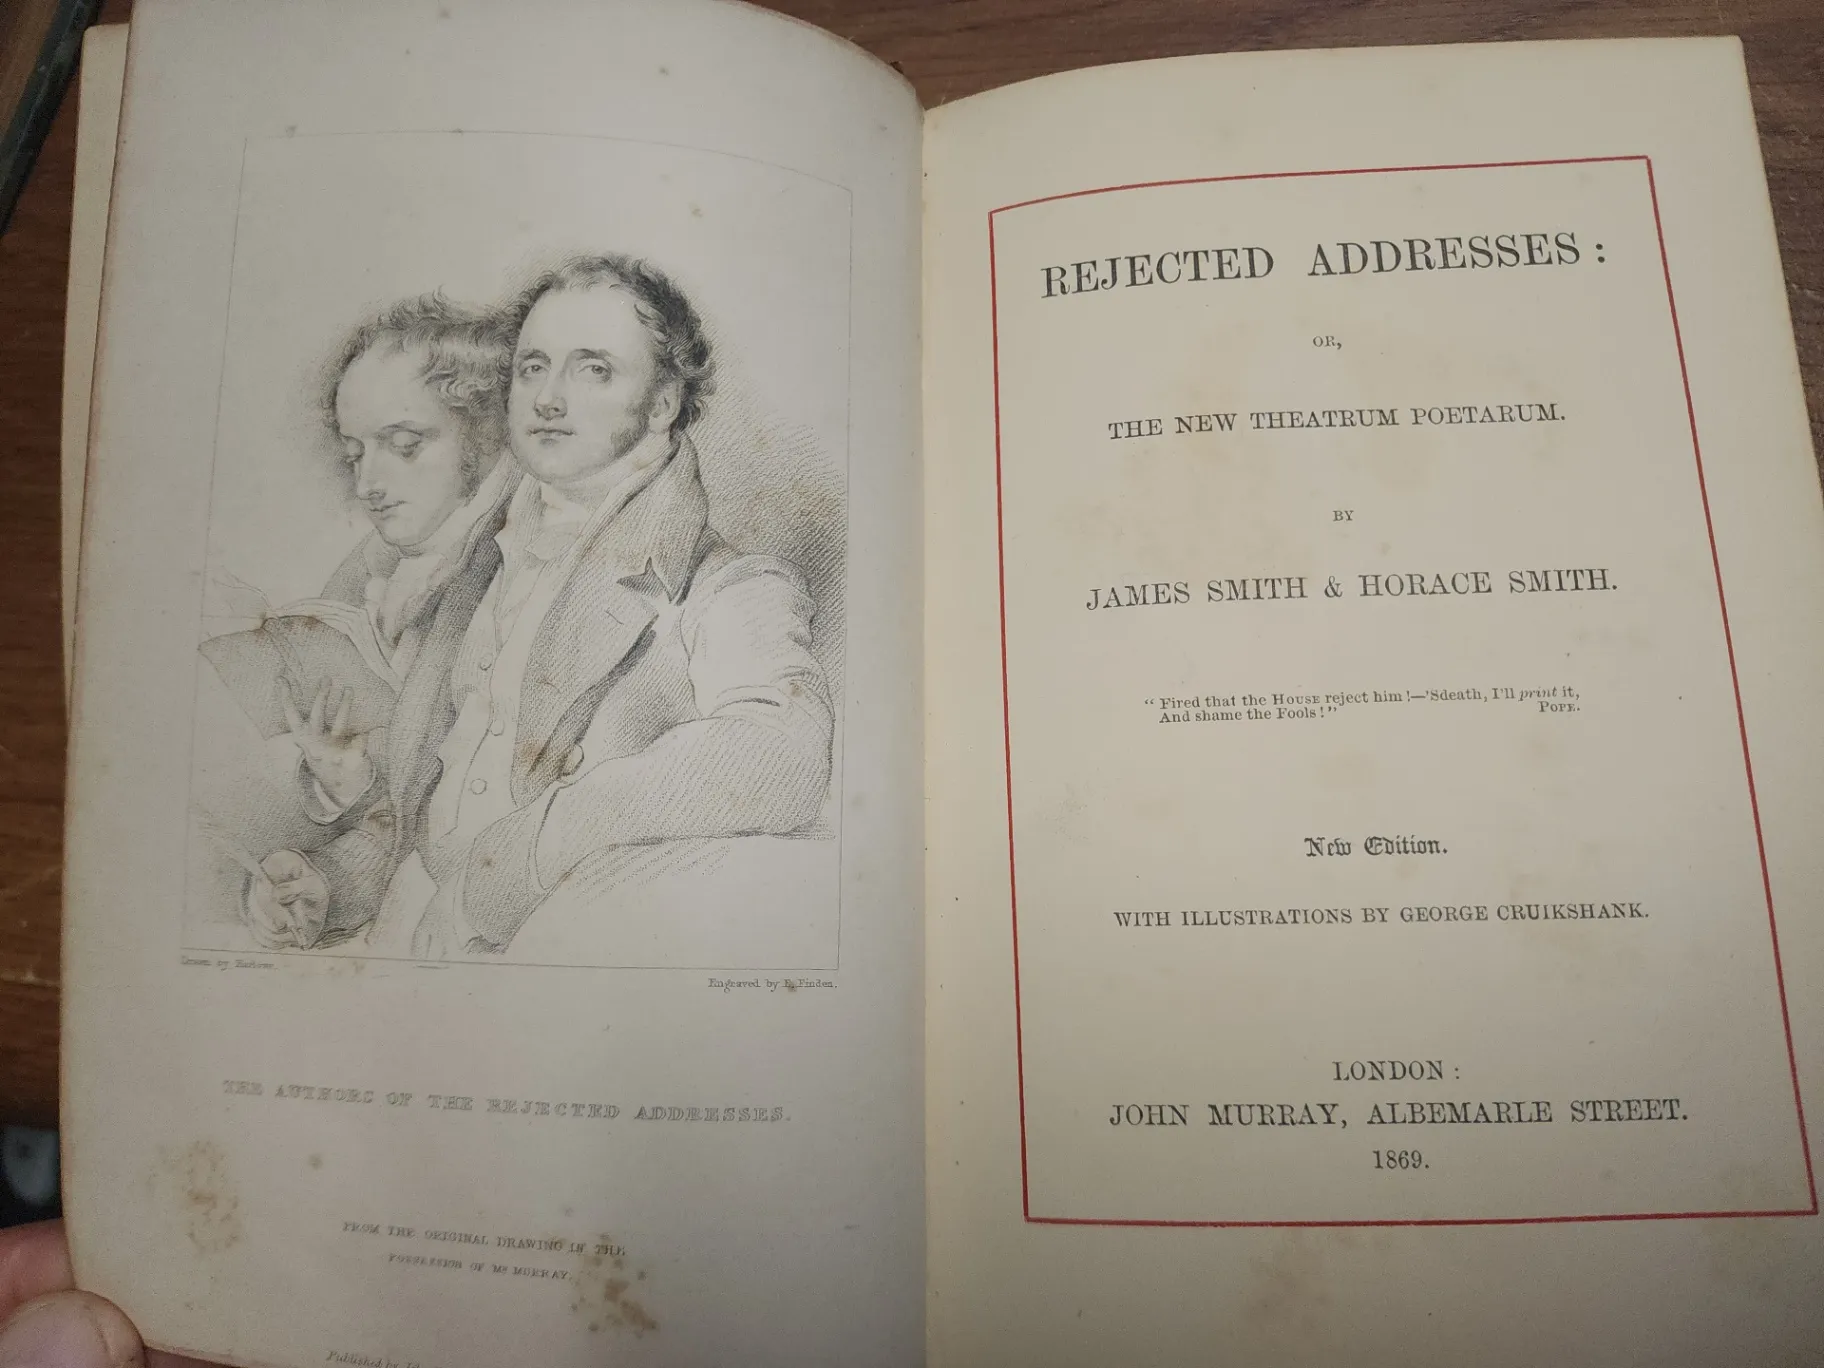 Drawn by Harlowe.
Engraved by E. Finden.
THE AUTHORS OF THE REJECTED ADDRESSES.
FROM THE ORIGINAL DRAWING IN THE
POSSESSION OF Mr MURRAY.
Published by
REJECTED ADDRESSES:
OR,
THE NEW THEATRUM POETARUM.
BY
JAMES SMITH & HORACE SMITH.
“Fired that the HOUSE reject him!—’Sdeath, I’ll print it,
And shame the Fools!” POPE.
New Edition.
WITH ILLUSTRATIONS BY GEORGE CRUIKSHANK.
LONDON:
JOHN MURRAY, ALBEMARLE STREET.
1869.